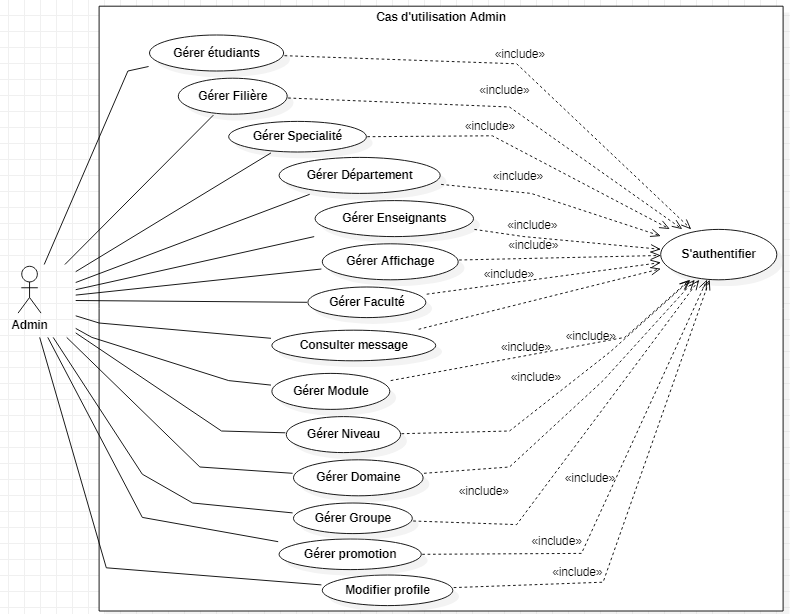 Cas d'utilisation Admin
Gérer étudiants
«include»
Gérer Filière
«include»
Gérer Specialité
«include»
Gérer Département
«include»
Gérer Enseignants
«include»
Gérer Affichage
«include»
S'authentifier
Gérer Faculté
«include»
Admin
Consulter message
«include»
«include»
Gérer Module
«include»
Gérer Niveau
Gérer Domaine
«include»
«include»
Gérer Groupe
Gérer promotion
«include»
Modifier profile
«include»